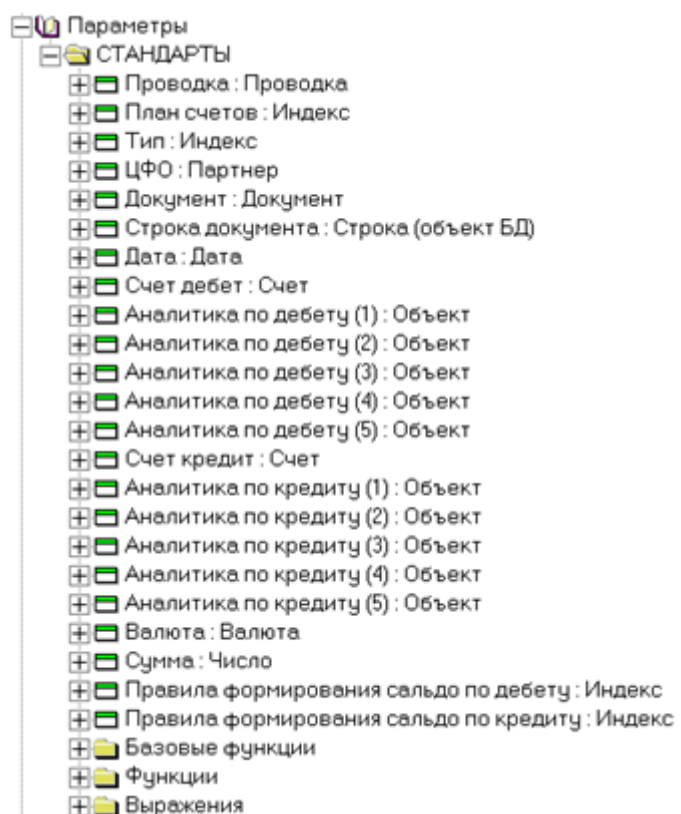 Параметры
СТАНДАРТЫ
Проводка : Проводка
План счетов : Индекс
Тип : Индекс
ЦФО : Партнер
Документ : Документ
Строка документа : Строка (объект БД)
Дата : Дата
Счет дебет : Счет
Аналитика по дебету (1) : Объект
Аналитика по дебету (2) : Объект
Аналитика по дебету (3) : Объект
Аналитика по дебету (4) : Объект
Аналитика по дебету (5) : Объект
Счет кредит : Счет
Аналитика по кредиту (1) : Объект
Аналитика по кредиту (2) : Объект
Аналитика по кредиту (3) : Объект
Аналитика по кредиту (4) : Объект
Аналитика по кредиту (5) : Объект
Валюта : Валюта
Сумма : Число
Правила формирования сальдо по дебету : Индекс
Правила формирования сальдо по кредиту : Индекс
Базовые функции
Функции
Выражения